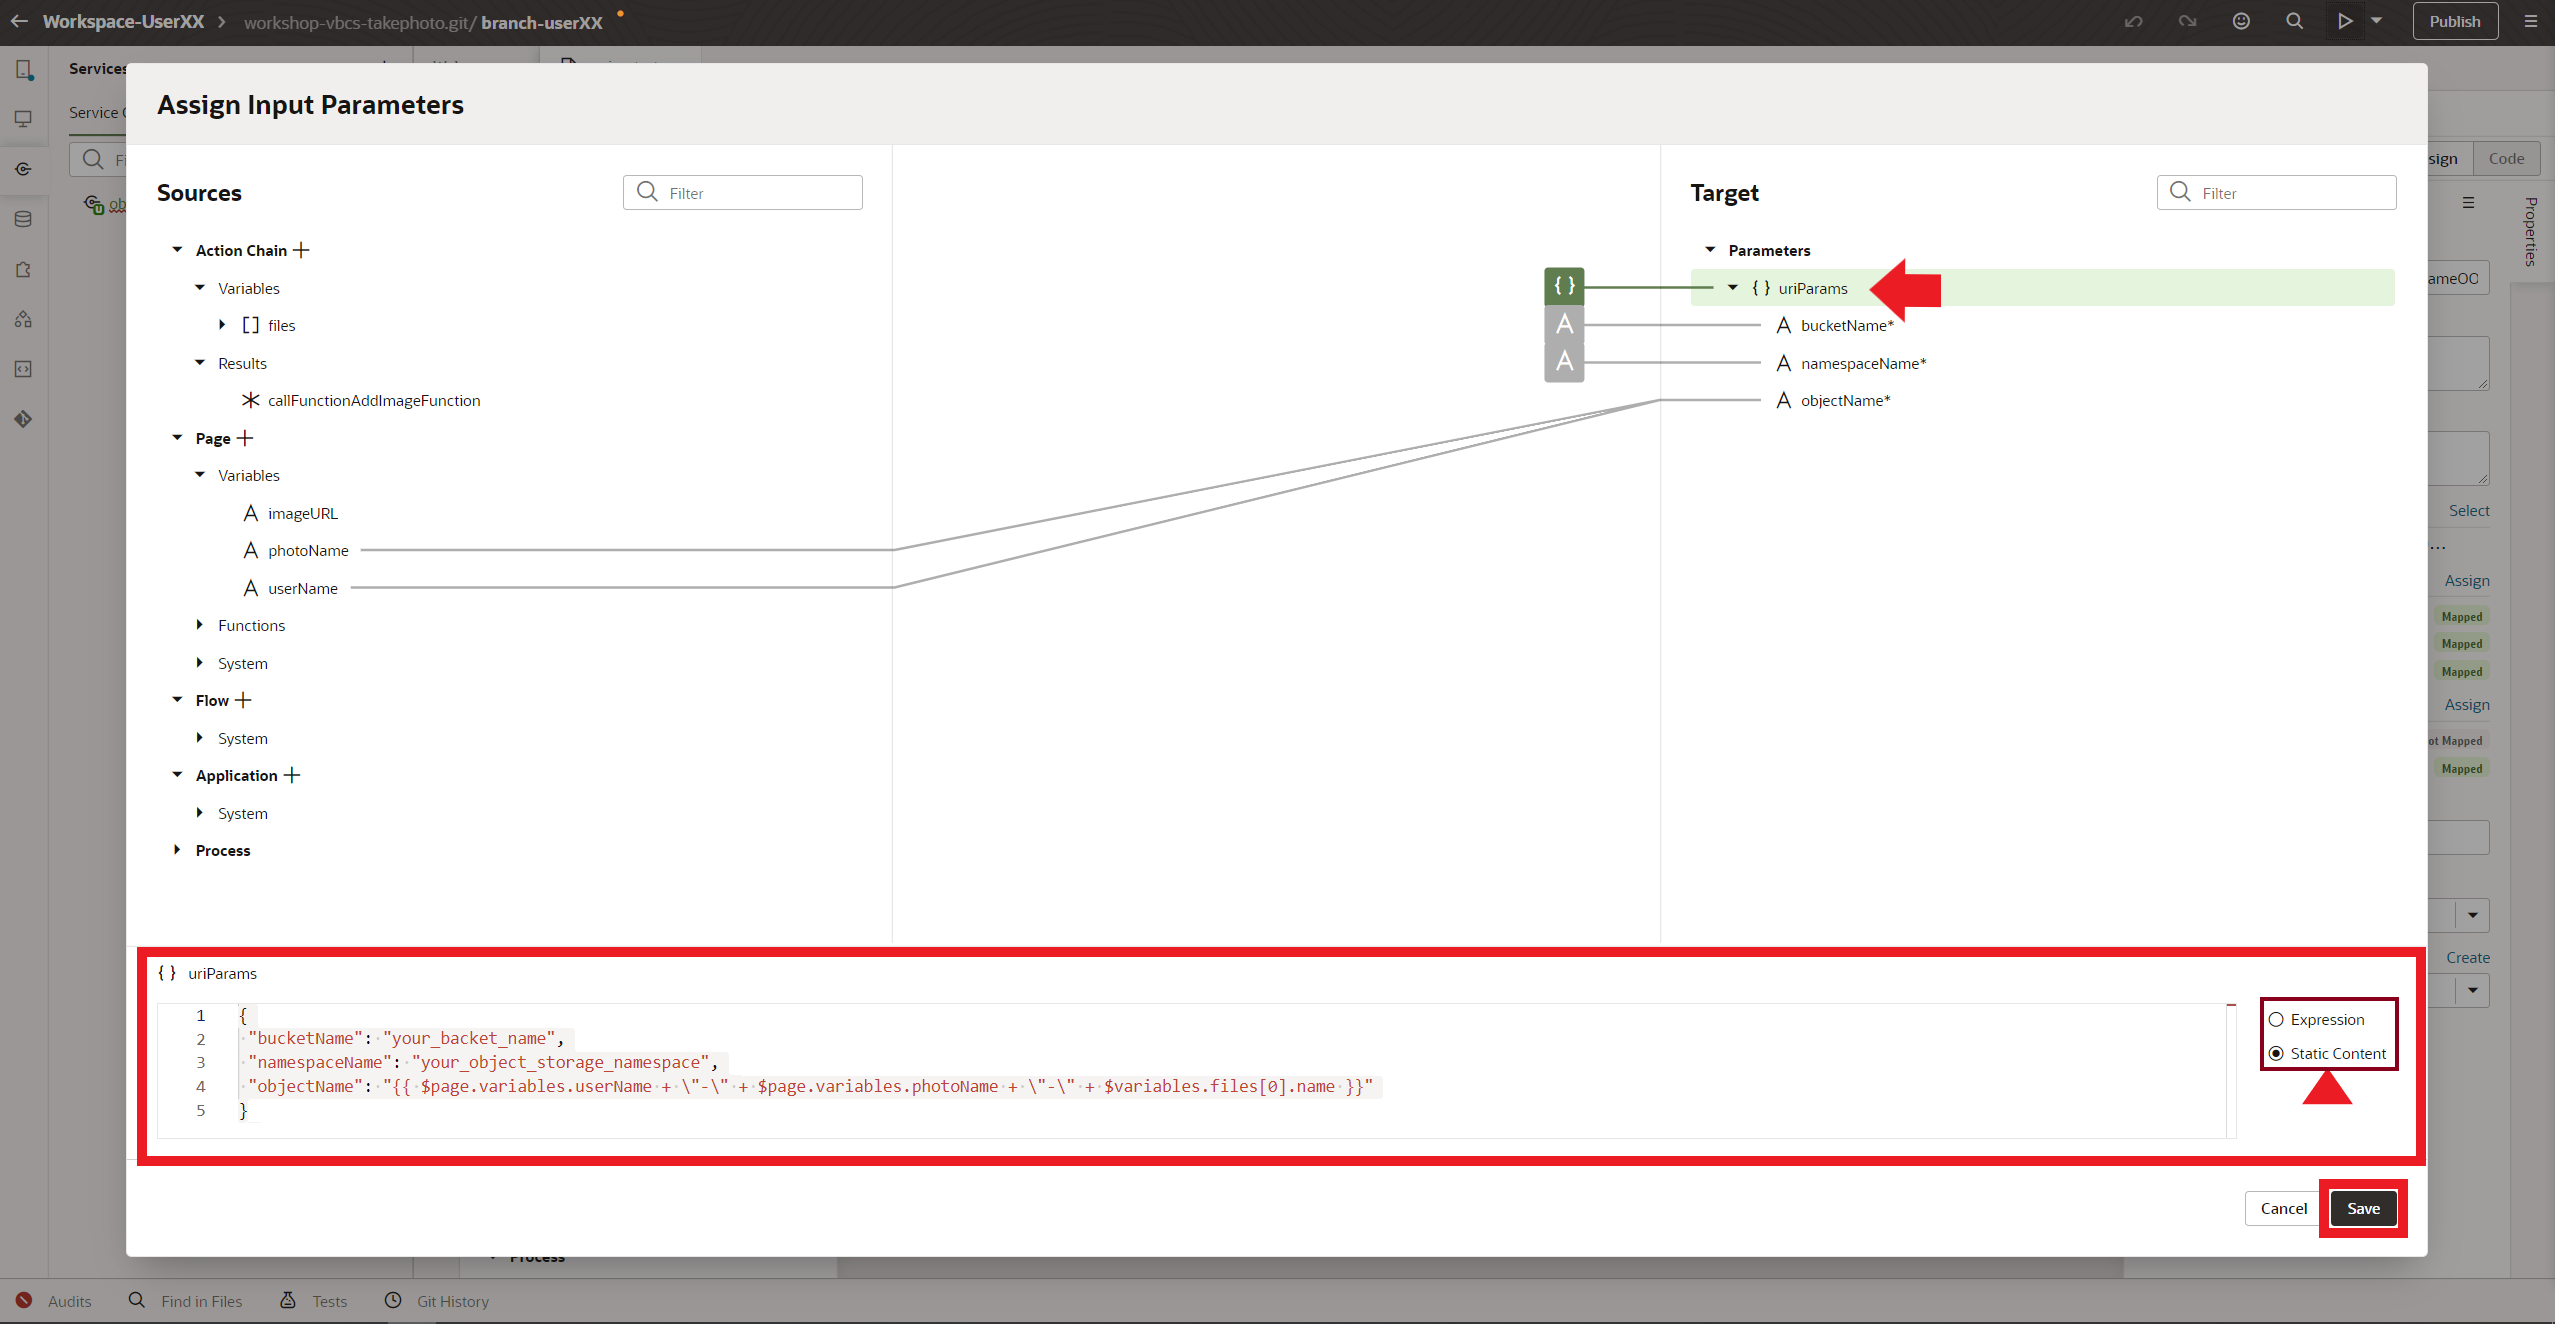 Workspace-UserXX
workshop-vbcs-takephoto.git/ branch-userXX
Publish
Services
Service
Assign Input Parameters
Sources
Filter
Action Chain
Variables
[] files
Results
callFunctionAddImageFunction
Page
Variables
A imageURL
A photoName
A userName
Functions
System
Flow
System
Application
System
Process
Target
Filter
Parameters
{ } uriParams
A bucketName*
A namespaceName*
A objectName*
{ }
A
A
Code
Properties
Select
...
Assign
Mapped
Mapped
Mapped
Assign
ot Mapped
Mapped
Create
{ } uriParams
1 {
2 "bucketName": "your_backet_name",
3 "namespaceName": "your_object_storage_namespace",
4 "objectName": "{{ $page.variables.userName + \"-\" + $page.variables.photoName + \"-\" + $variables.files[0].name }}"
5 }
Expression
Static Content
Cancel
Save
Process
Audits
Find in Files
Tests
Git History